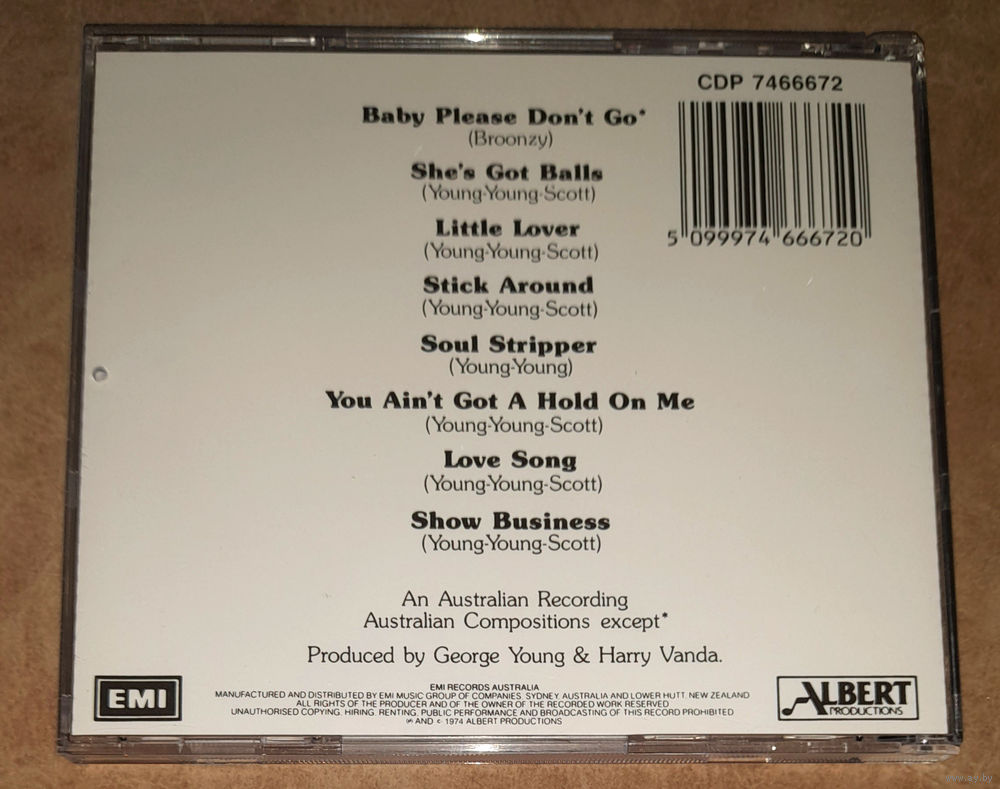 CDP 7466672
Baby Please Don't Go*
(Broonzy)
She's Got Balls
(Young-Young-Scott)
Little Lover
(Young-Young-Scott)
Stick Around
(Young-Young-Scott)
Soul Stripper
(Young-Young)
You Ain't Got A Hold On Me
(Young-Young-Scott)
Love Song
(Young-Young-Scott)
Show Business
(Young-Young-Scott)
5 099974 666720
An Australian Recording
Australian Compositions except*
Produced by George Young & Harry Vanda.
EMI
EMI RECORDS AUSTRALIA
MANUFACTURED AND DISTRIBUTED BY EMI MUSIC GROUP OF COMPANIES, SYDNEY, AUSTRALIA AND LOWER HUTT, NEW ZEALAND
ALL RIGHTS OF THE PRODUCER AND OF THE OWNER OF THE RECORDED WORK RESERVED
UNAUTHORISED COPYING, HIRING, RENTING, PUBLIC PERFORMANCE AND BROADCASTING OF THIS RECORD PROHIBITED
℗ AND © 1974 ALBERT PRODUCTIONS
ALBERT
PRODUCTIONS
www.ay.by